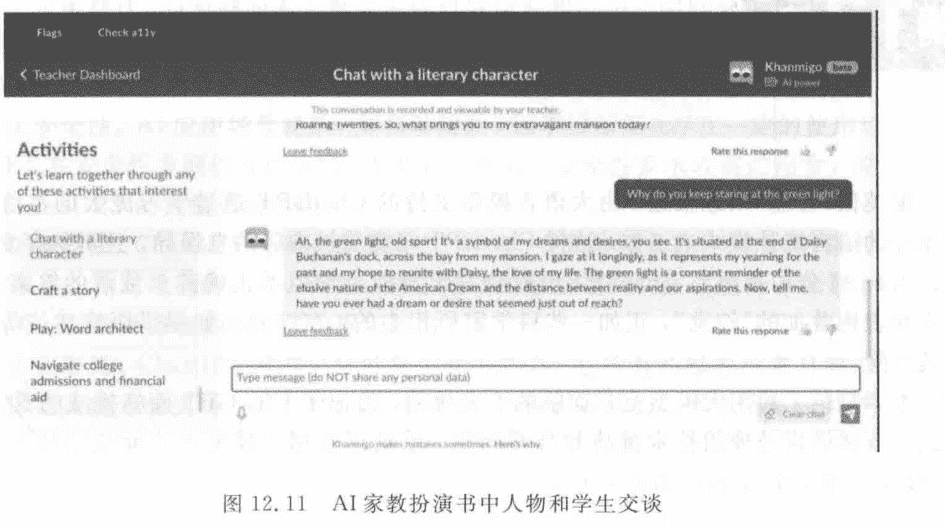 Flags Check a11y
< Teacher Dashboard Chat with a literary character Khanmigo beta
AI power
This conversation is recorded and viewable by your teacher.
Roaring Twenties. So, what brings you to my extravagant mansion today?
Leave feedback Rate this response
Activities
Let's learn together through any
of these activities that interest
you!
Why do you keep staring at the green light?
Chat with a literary
character
Craft a story
Play: Word architect
Navigate college
admissions and financial
aid
Ah, the green light, old sport! It's a symbol of my dreams and desires, you see. It's situated at the end of Daisy
Buchanan's dock, across the bay from my mansion. I gaze at it longingly, as it represents my yearning for the
past and my hope to reunite with Daisy, the love of my life. The green light is a constant reminder of the
elusive nature of the American Dream and the distance between reality and our aspirations. Now, tell me,
have you ever had a dream or desire that seemed just out of reach?
Leave feedback Rate this response
Type message (do NOT share any personal data)
Clear chat
Khanmigo makes mistakes sometimes. Here's why.
图 12.11 AI 家教扮演书中人物和学生交谈